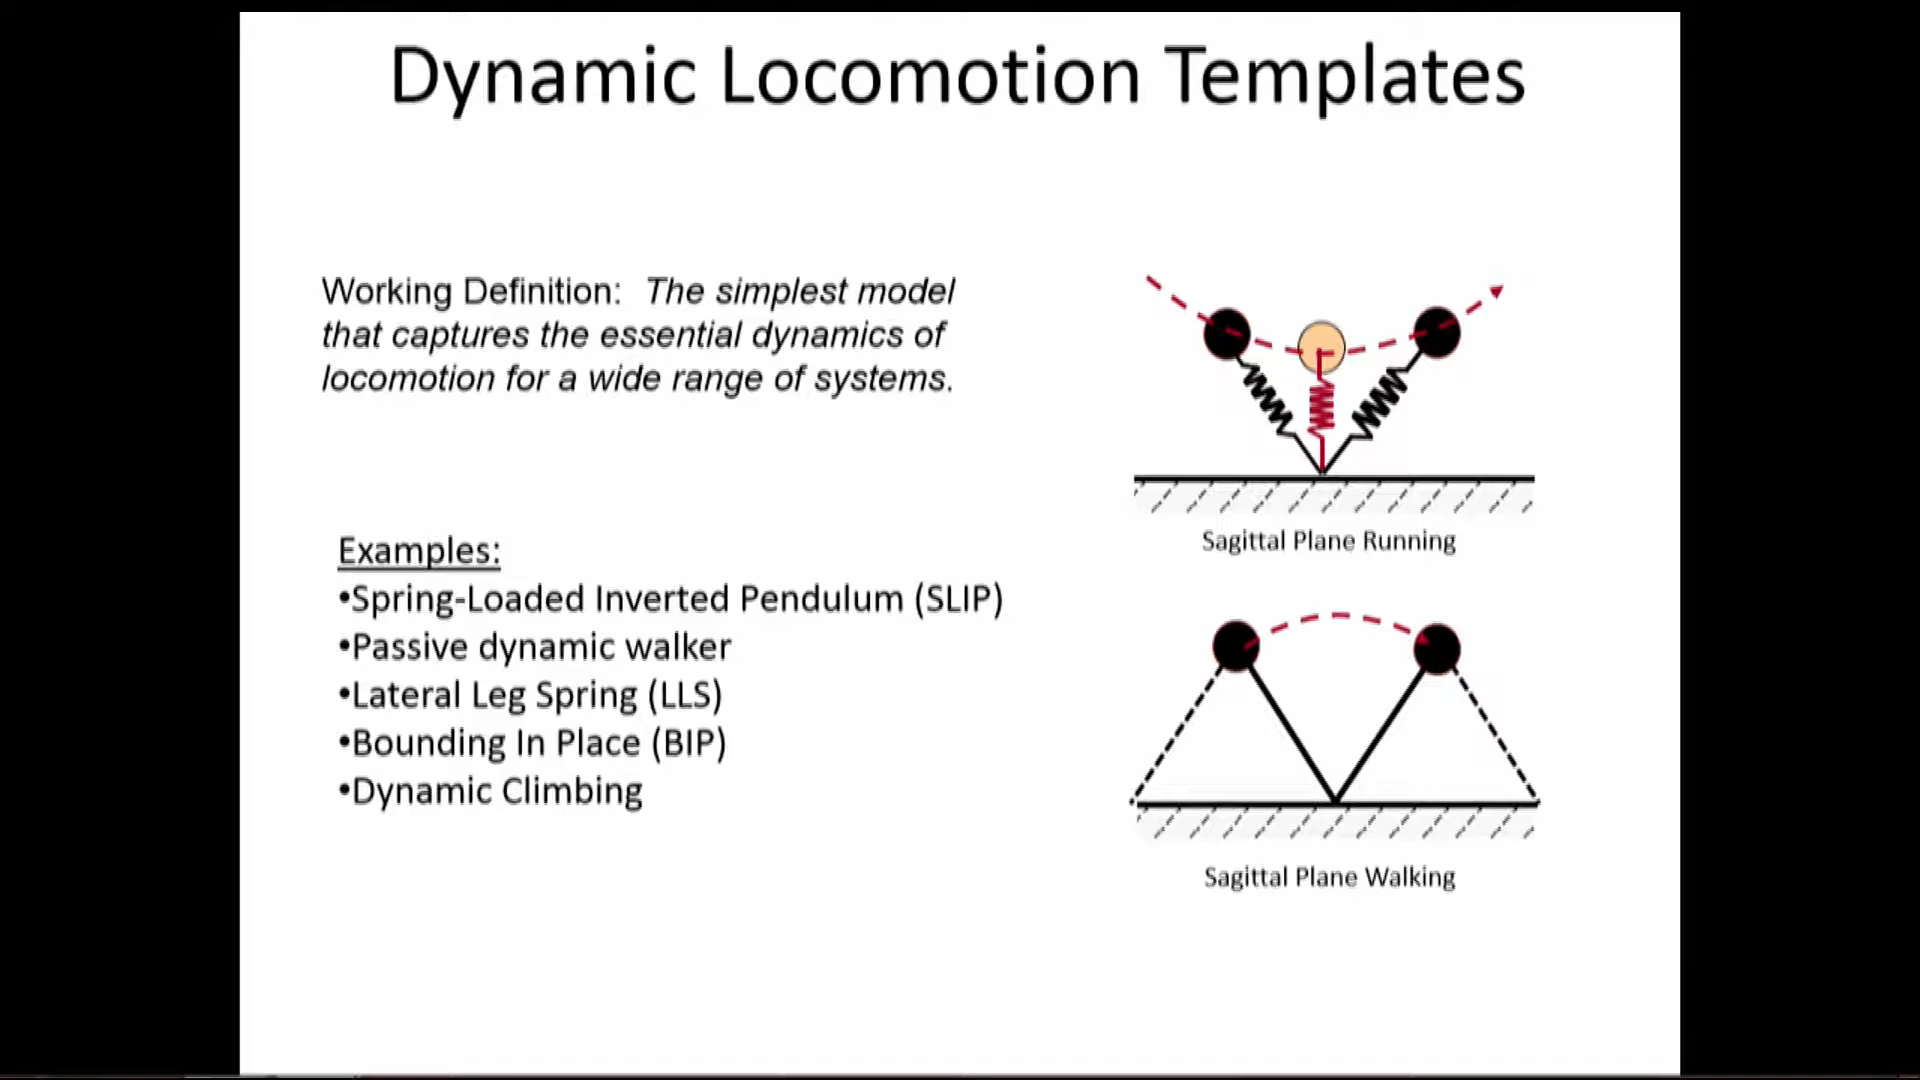 Dynamic Locomotion Templates
Working Definition: The simplest model
that captures the essential dynamics of
locomotion for a wide range of systems.
Examples:
•Spring-Loaded Inverted Pendulum (SLIP)
•Passive dynamic walker
•Lateral Leg Spring (LLS)
•Bounding In Place (BIP)
•Dynamic Climbing
Sagittal Plane Running
Sagittal Plane Walking